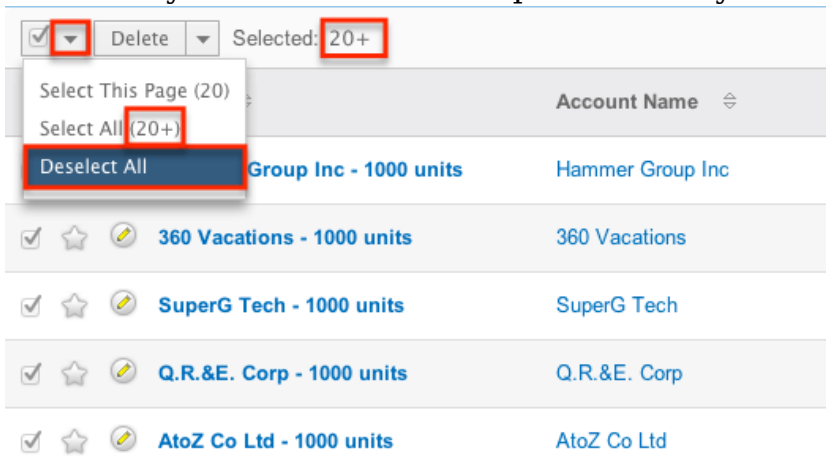 Delete Selected: 20+
Select This Page (20)
Select All (20+)
Deselect All
Account Name
Group Inc - 1000 units Hammer Group Inc
360 Vacations - 1000 units 360 Vacations
SuperG Tech - 1000 units SuperG Tech
Q.R.&E. Corp - 1000 units Q.R.&E. Corp
AtoZ Co Ltd - 1000 units AtoZ Co Ltd